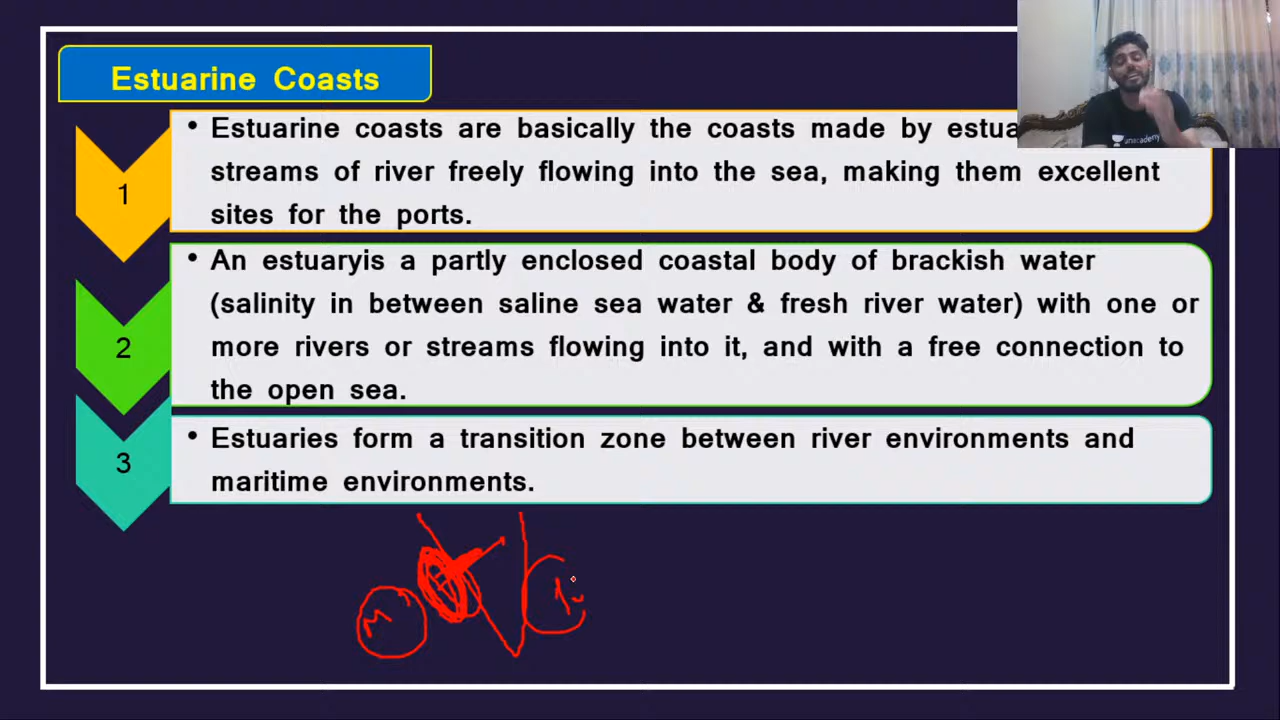 Estuarine Coasts
1
• Estuarine coasts are basically the coasts made by
streams of river freely flowing into the sea, making them excellent
sites for the ports.
2
• An estuaryis a partly enclosed coastal body of brackish water
(salinity in between saline sea water & fresh river water) with one or
more rivers or streams flowing into it, and with a free connection to
the open sea.
3
• Estuaries form a transition zone between river environments and
maritime environments.
M